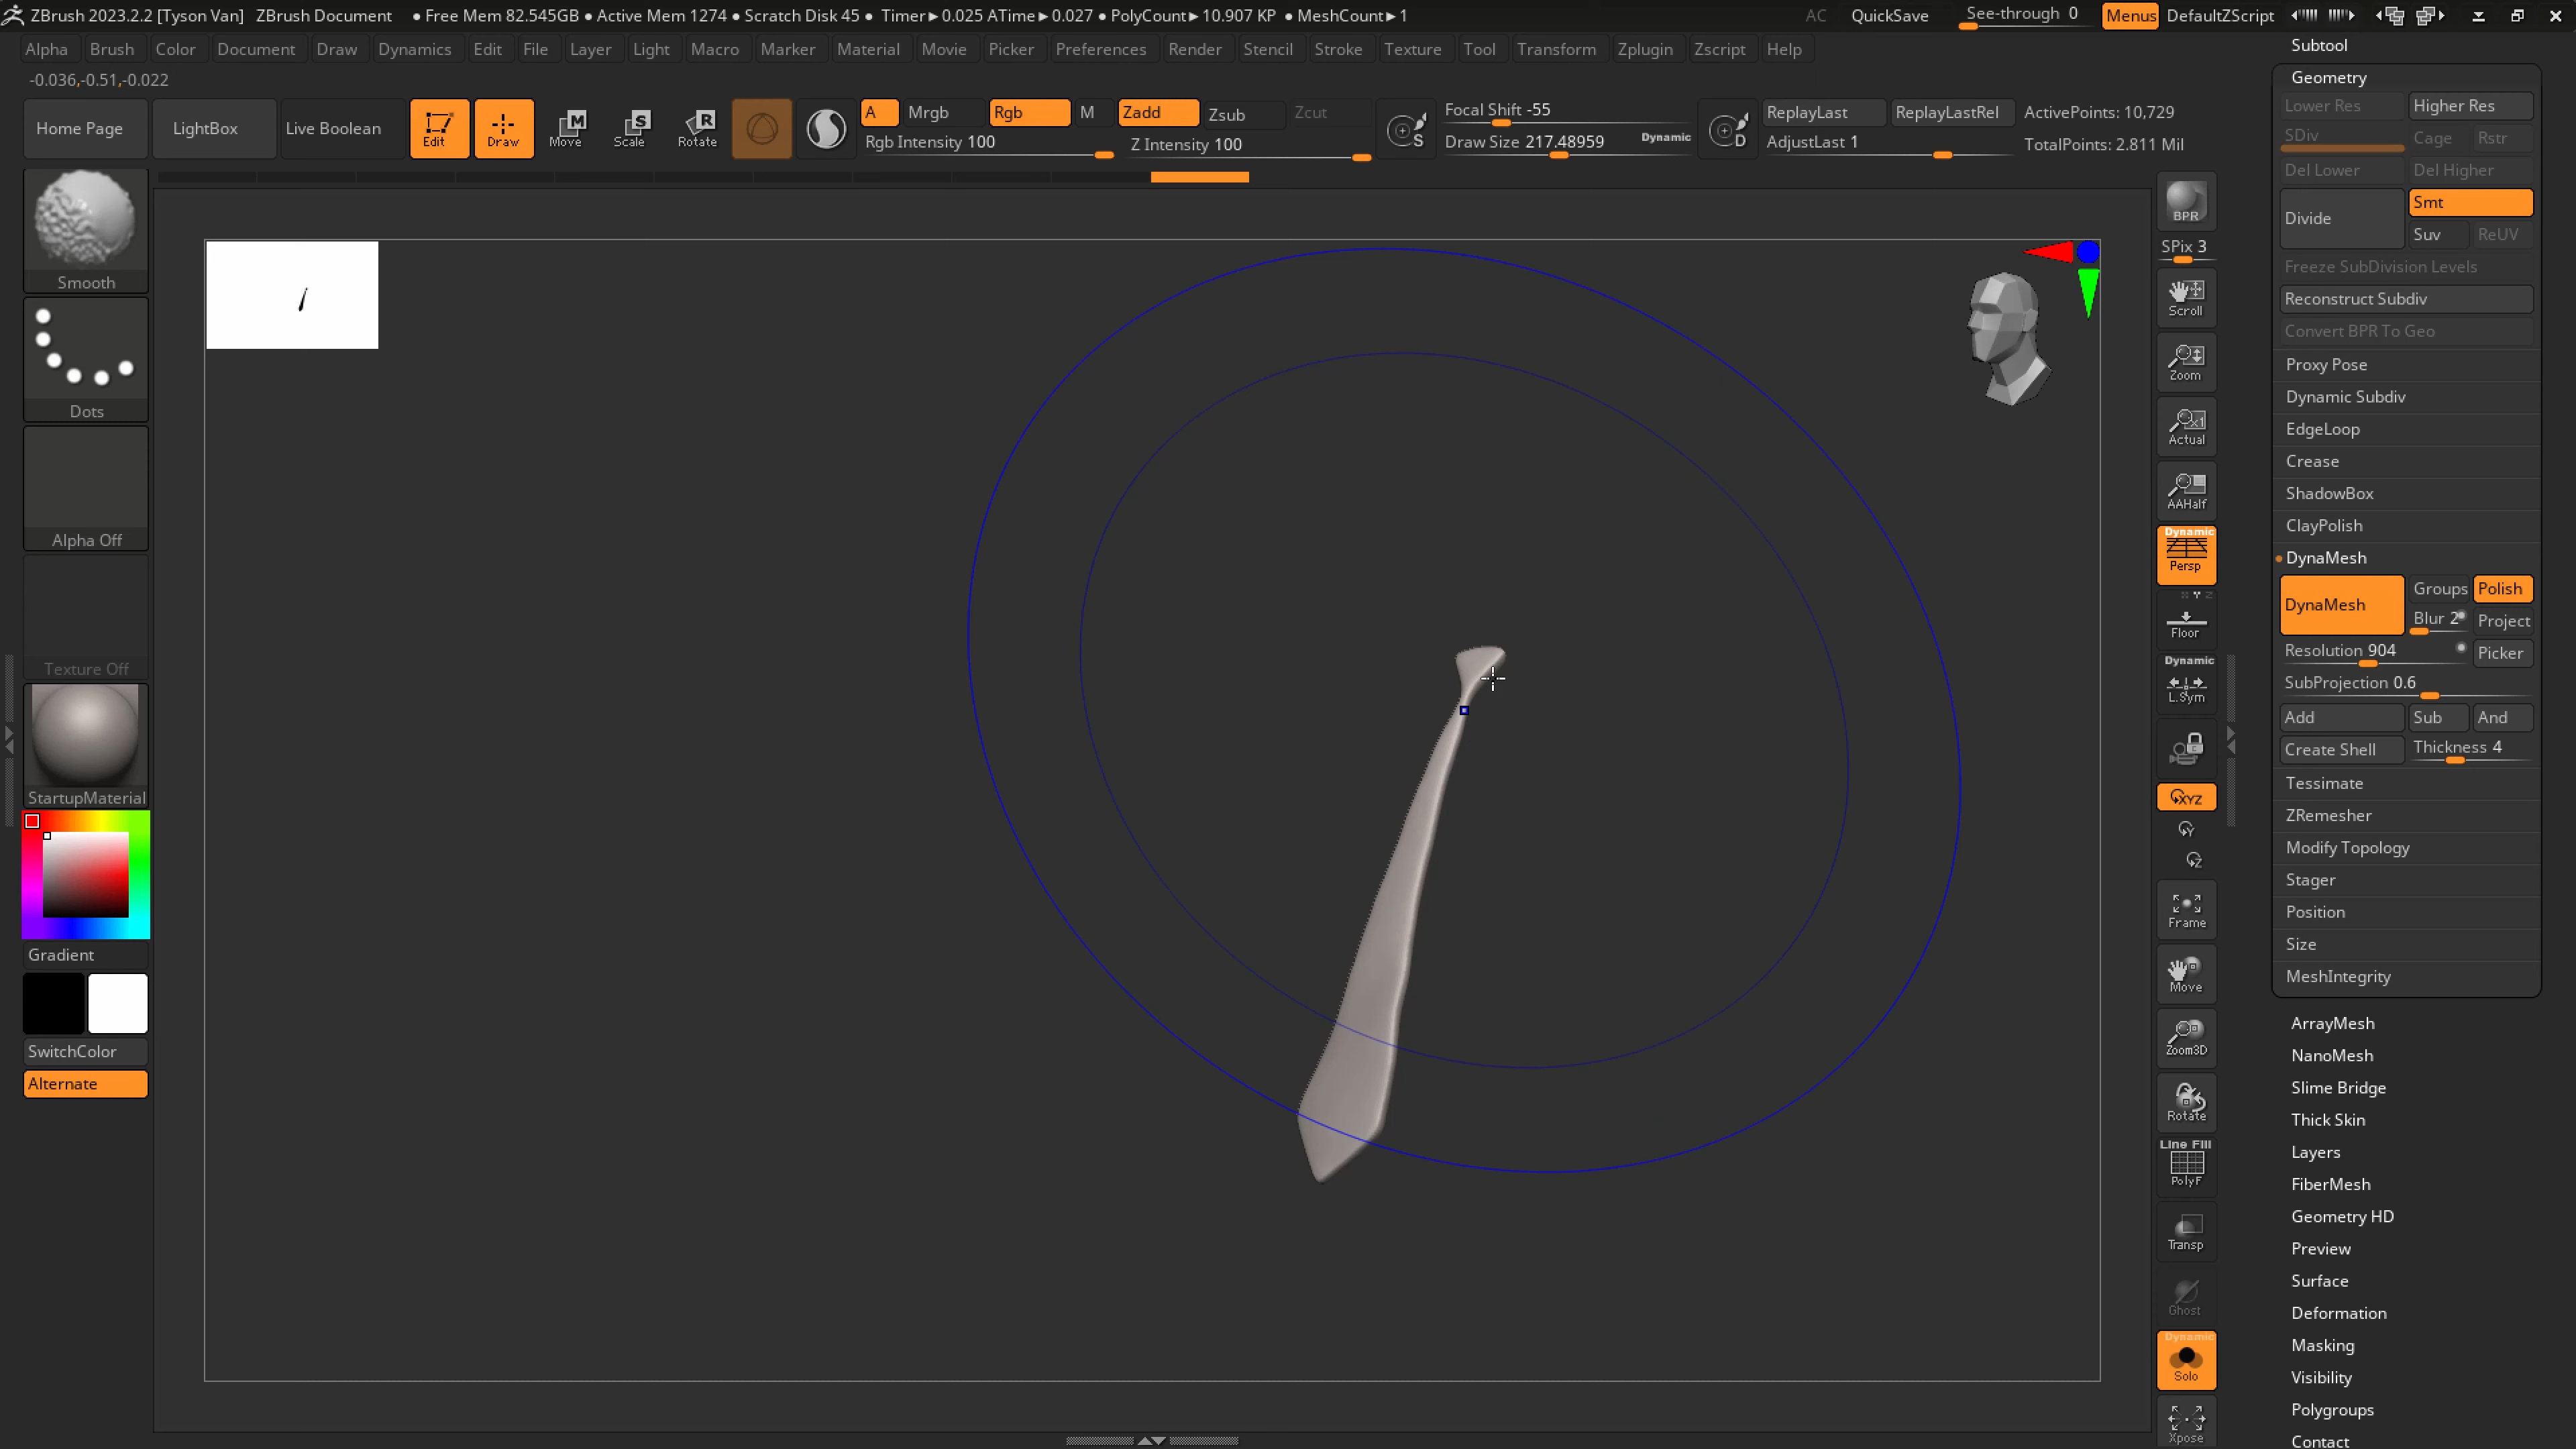 ZBrush 2023.2.2 [Tyson Van] ZBrush Document ● Free Mem 82.545GB ● Active Mem 1274 ● Scratch Disk 45 ● Timer►0.025 ATime►0.027 ● PolyCount►10.907 KP ● MeshCount►1 AC QuickSave See-through 0 Menus DefaultZScript
Alpha Brush Color Document Draw Dynamics Edit File Layer Light Macro Marker Material Movie Picker Preferences Render Stencil Stroke Texture Tool Transform Zplugin Zscript Help
-0.036,-0.51,-0.022
Home Page LightBox Live Boolean Edit Draw Move Scale Rotate
A Mrgb Rgb M Zadd Zsub Zcut
Rgb Intensity 100 Z Intensity 100
Focal Shift -55
Draw Size 217.48959 Dynamic
ReplayLast ReplayLastRel ActivePoints: 10,729
AdjustLast 1 TotalPoints: 2.811 Mil
Smooth
Dots
Alpha Off
Texture Off
StartupMaterial
Gradient
SwitchColor
Alternate
BPR
SPix 3
Scroll
Zoom
Actual
AAHalf
Dynamic
Persp
Floor
Dynamic
L.Sym
XYZ
Y
Z
Frame
Move
Zoom3D
Rotate
Line Fill
PolyF
Transp
Ghost
Dynamic
Solo
Xpose
Subtool
Geometry
Lower Res Higher Res
SDiv Cage Rstr
Del Lower Del Higher
Divide Smt
Suv ReUV
Freeze SubDivision Levels
Reconstruct Subdiv
Convert BPR To Geo
Proxy Pose
Dynamic Subdiv
EdgeLoop
Crease
ShadowBox
ClayPolish
DynaMesh
DynaMesh Groups Polish
Blur 2 Project
Resolution 904 Picker
SubProjection 0.6
Add Sub And
Create Shell Thickness 4
Tessimate
ZRemesher
Modify Topology
Stager
Position
Size
MeshIntegrity
ArrayMesh
NanoMesh
Slime Bridge
Thick Skin
Layers
FiberMesh
Geometry HD
Preview
Surface
Deformation
Masking
Visibility
Polygroups
Contact